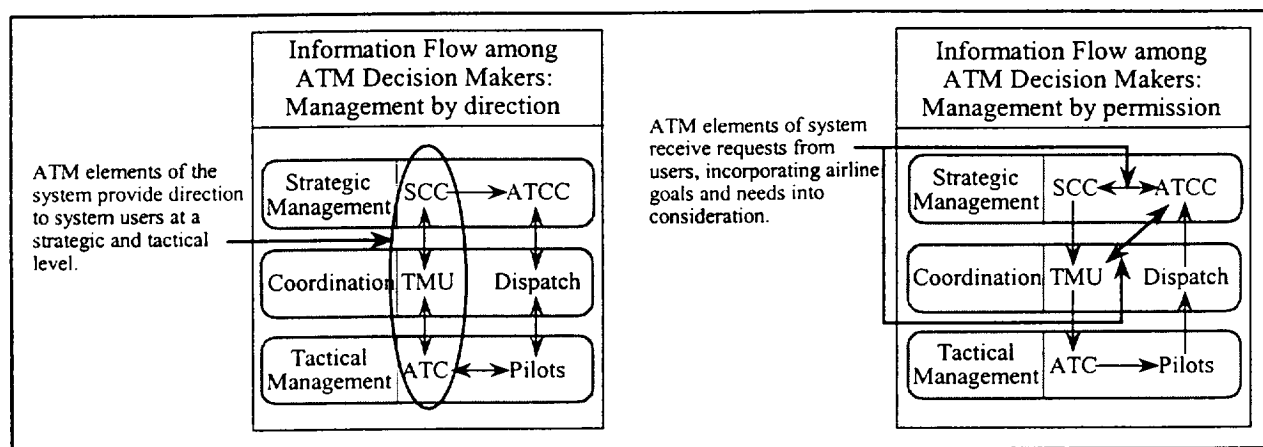 Information Flow among
ATM Decision Makers:
Management by direction
ATM elements of the
system provide direction
to system users at a
strategic and tactical
level.
Strategic
Management
SCC
ATCC
Coordination
TMU
Dispatch
Tactical
Management
ATC
Pilots
Information Flow among
ATM Decision Makers:
Management by permission
ATM elements of system
receive requests from
users, incorporating airline
goals and needs into
consideration.
Strategic
Management
SCC
ATCC
Coordination
TMU
Dispatch
Tactical
Management
ATC
Pilots